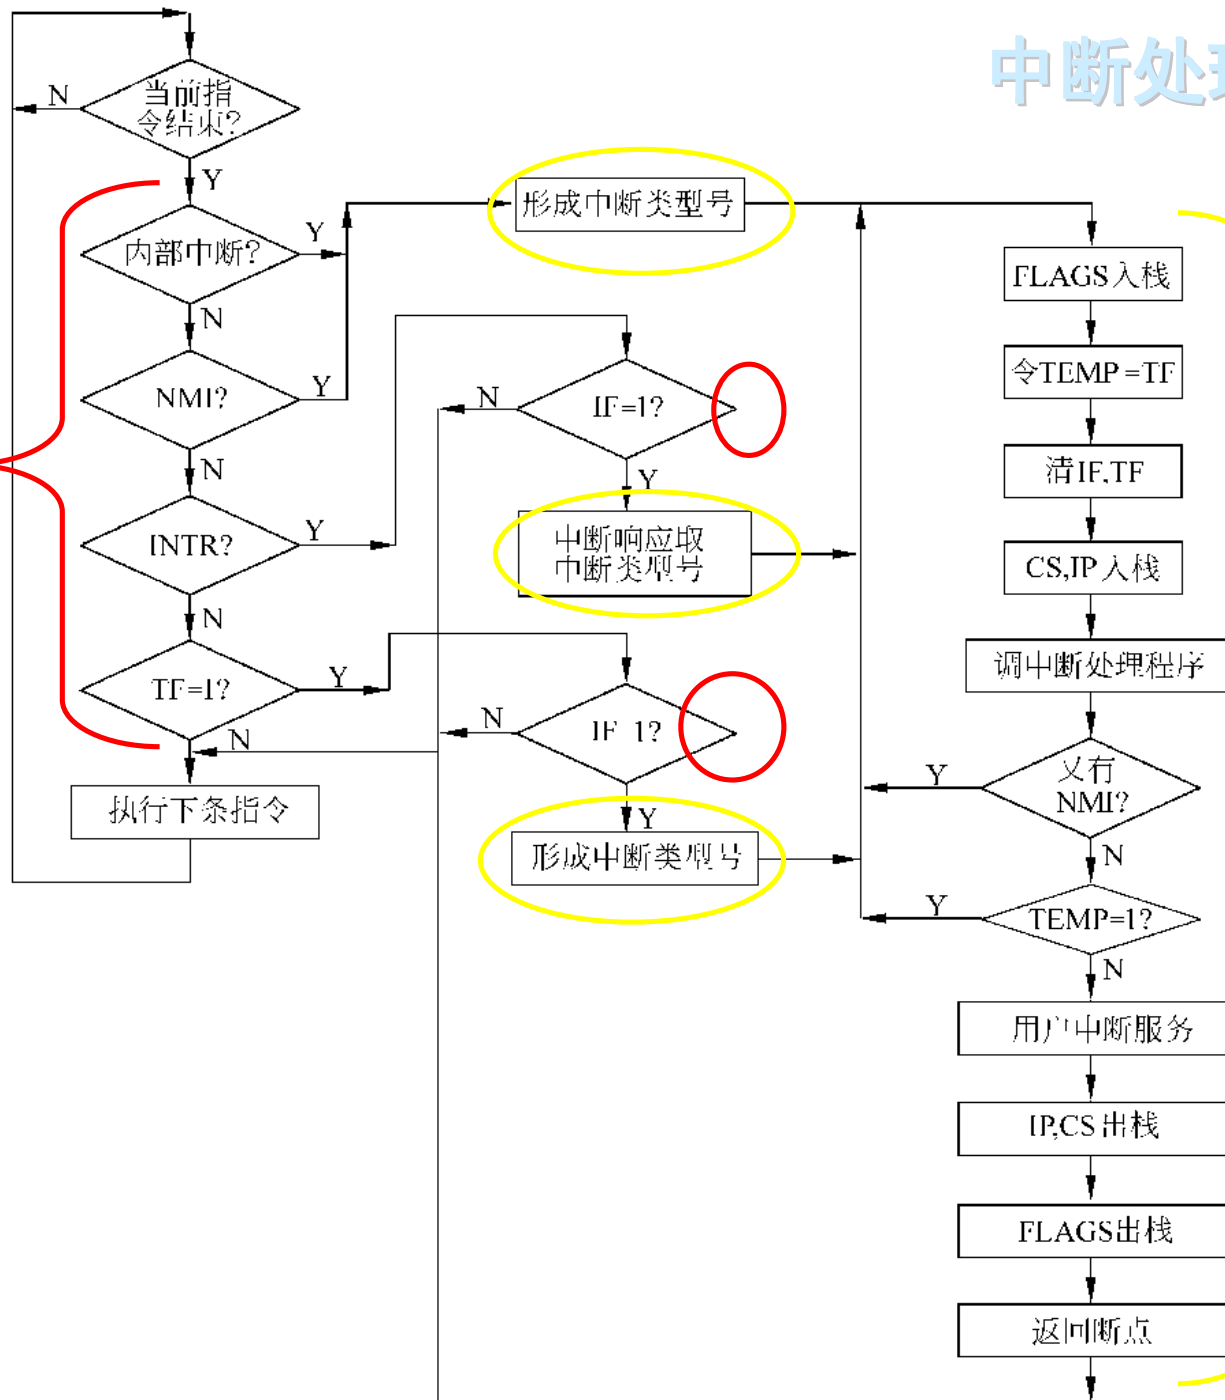 中断处理
当前指
令结束?
N
Y
内部中断?
Y
N
NMI?
Y
N
INTR?
Y
N
TF=1?
Y
N
执行下条指令
形成中断类型号
IF=1?
N
Y
中断响应取
中断类型号
IF=1?
N
Y
形成中断类型号
FLAGS入栈
令TEMP=TF
清IF,TF
CS,IP入栈
调中断处理程序
又有
NMI?
Y
N
TEMP=1?
Y
N
用户中断服务
IP,CS出栈
FLAGS出栈
返回断点